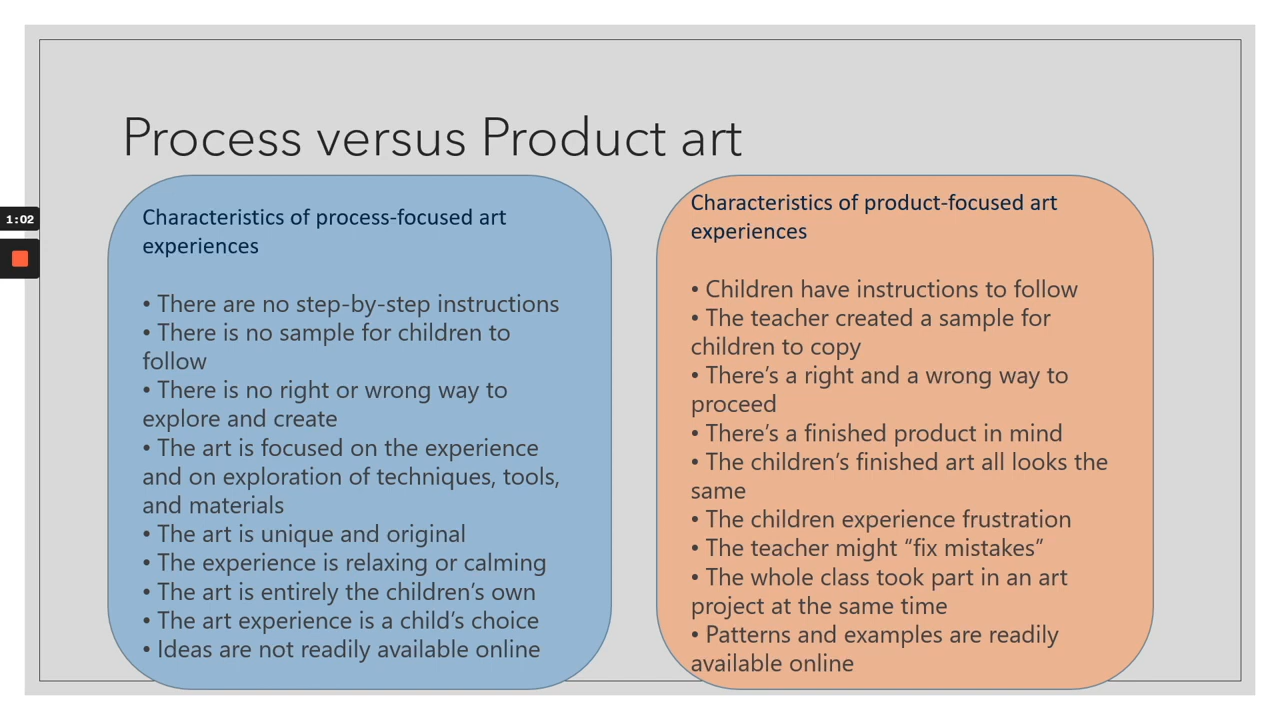 Process versus Product art
1:02
Characteristics of process-focused art
experiences
• There are no step-by-step instructions
• There is no sample for children to
follow
• There is no right or wrong way to
explore and create
• The art is focused on the experience
and on exploration of techniques, tools,
and materials
• The art is unique and original
• The experience is relaxing or calming
• The art is entirely the children’s own
• The art experience is a child’s choice
• Ideas are not readily available online
Characteristics of product-focused art
experiences
• Children have instructions to follow
• The teacher created a sample for
children to copy
• There’s a right and a wrong way to
proceed
• There’s a finished product in mind
• The children’s finished art all looks the
same
• The children experience frustration
• The teacher might “fix mistakes”
• The whole class took part in an art
project at the same time
• Patterns and examples are readily
available online